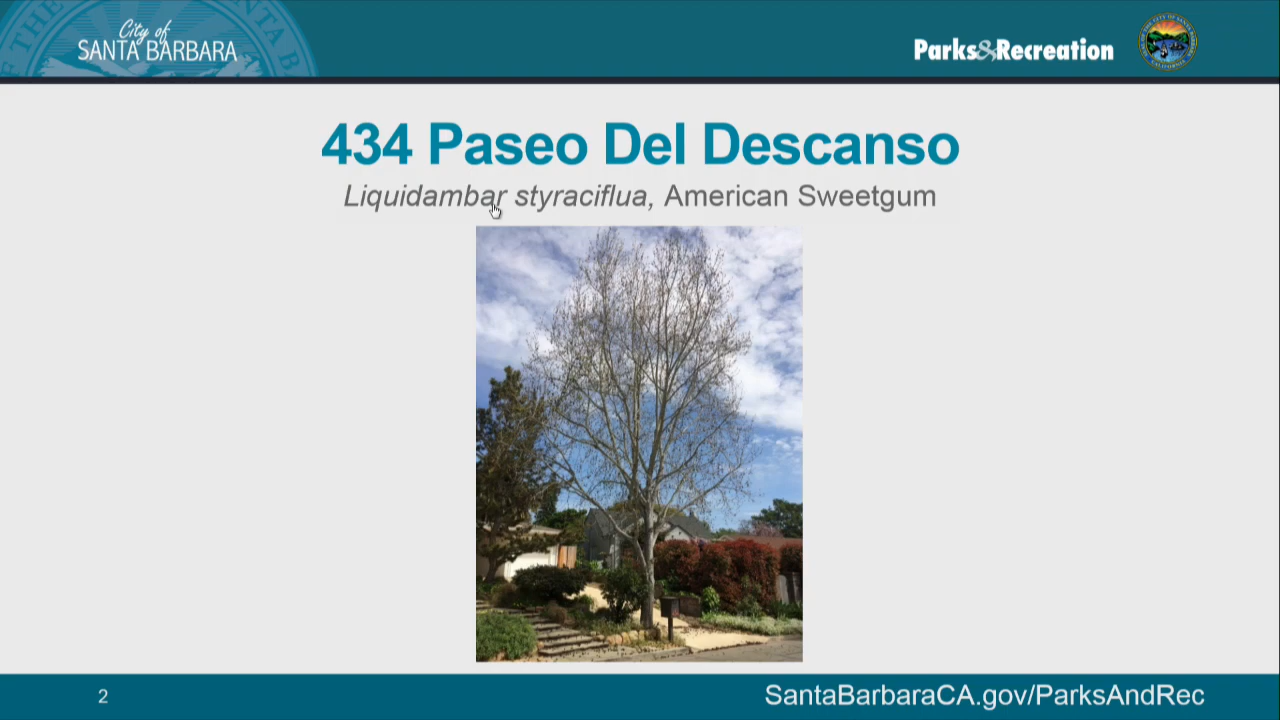 City of
SANTA BARBARA
Parks&Recreation
434 Paseo Del Descanso
Liquidambar styraciflua, American Sweetgum
2
SantaBarbaraCA.gov/ParksAndRec